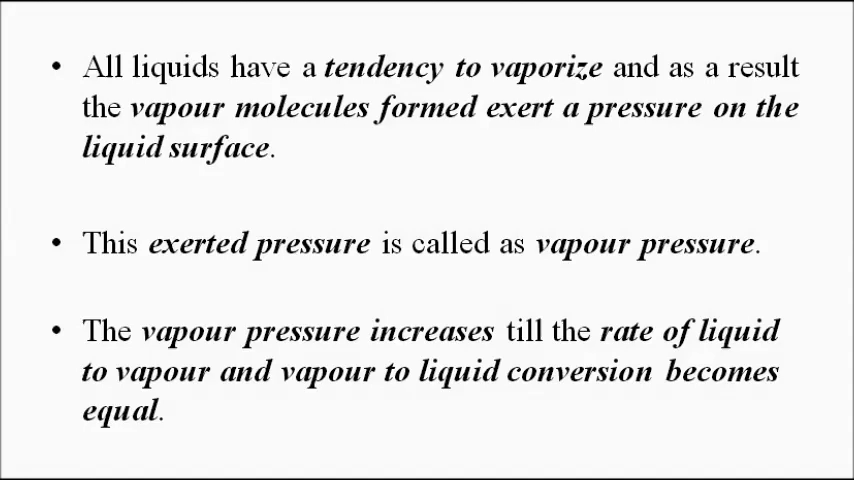 • All liquids have a tendency to vaporize and as a result
the vapour molecules formed exert a pressure on the
liquid surface.
• This exerted pressure is called as vapour pressure.
• The vapour pressure increases till the rate of liquid
to vapour and vapour to liquid conversion becomes
equal.